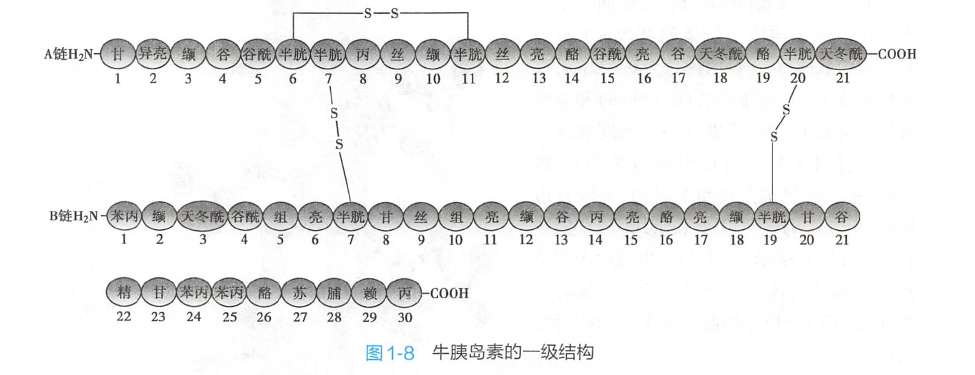 S—S
A链H₂N-甘 异亮 缬 谷 谷酰 半胱 半胱 丙 丝 缬 半胱 丝 亮 酪 谷酰 亮 谷 天冬酰 酪 半胱 天冬酰-COOH
1 2 3 4 5 6 7 8 9 10 11 12 13 14 15 16 17 18 19 20 21
S S
S S
B链H₂N-苯丙 缬 天冬酰 谷酰 组 亮 半胱 甘 丝 组 亮 缬 谷 丙 亮 酪 亮 缬 半胱 甘 谷
1 2 3 4 5 6 7 8 9 10 11 12 13 14 15 16 17 18 19 20 21
精 甘 苯丙 苯丙 酪 苏 脯 赖 丙-COOH
22 23 24 25 26 27 28 29 30
图1-8 牛胰岛素的一级结构